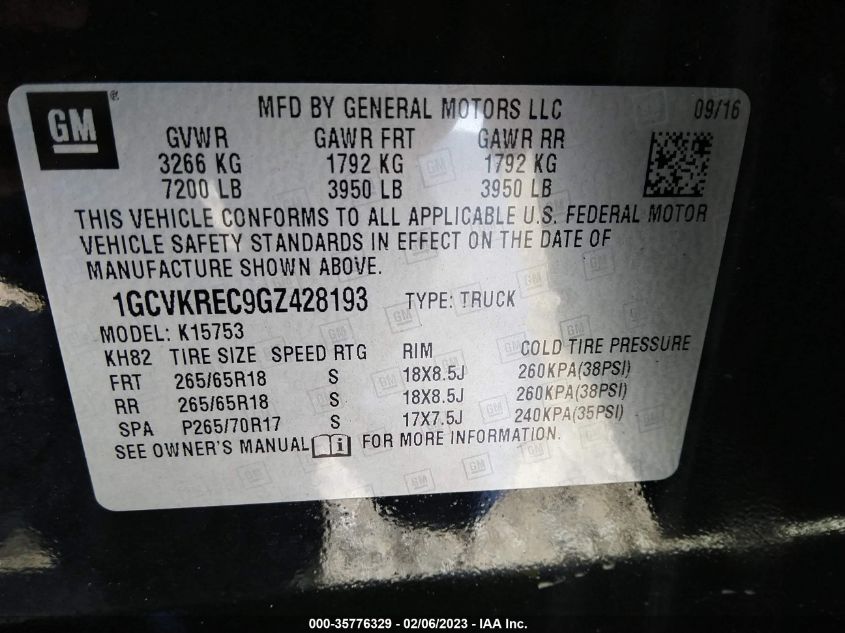 GM ® MFD BY GENERAL MOTORS LLC 09/16
GVWR GAWR FRT GAWR RR
3266 KG 1792 KG 1792 KG
7200 LB 3950 LB 3950 LB
THIS VEHICLE CONFORMS TO ALL APPLICABLE U.S. FEDERAL MOTOR
VEHICLE SAFETY STANDARDS IN EFFECT ON THE DATE OF
MANUFACTURE SHOWN ABOVE.
1GCVKREC9GZ428193 TYPE: TRUCK
MODEL: K15753
KH82 TIRE SIZE SPEED RTG RIM COLD TIRE PRESSURE
FRT 265/65R18 S 18X8.5J 260KPA(38PSI)
RR 265/65R18 S 18X8.5J 260KPA(38PSI)
SPA P265/70R17 S 17X7.5J 240KPA(35PSI)
SEE OWNER'S MANUAL i FOR MORE INFORMATION.
000-35776329 - 02/06/2023 - © IAA Inc.